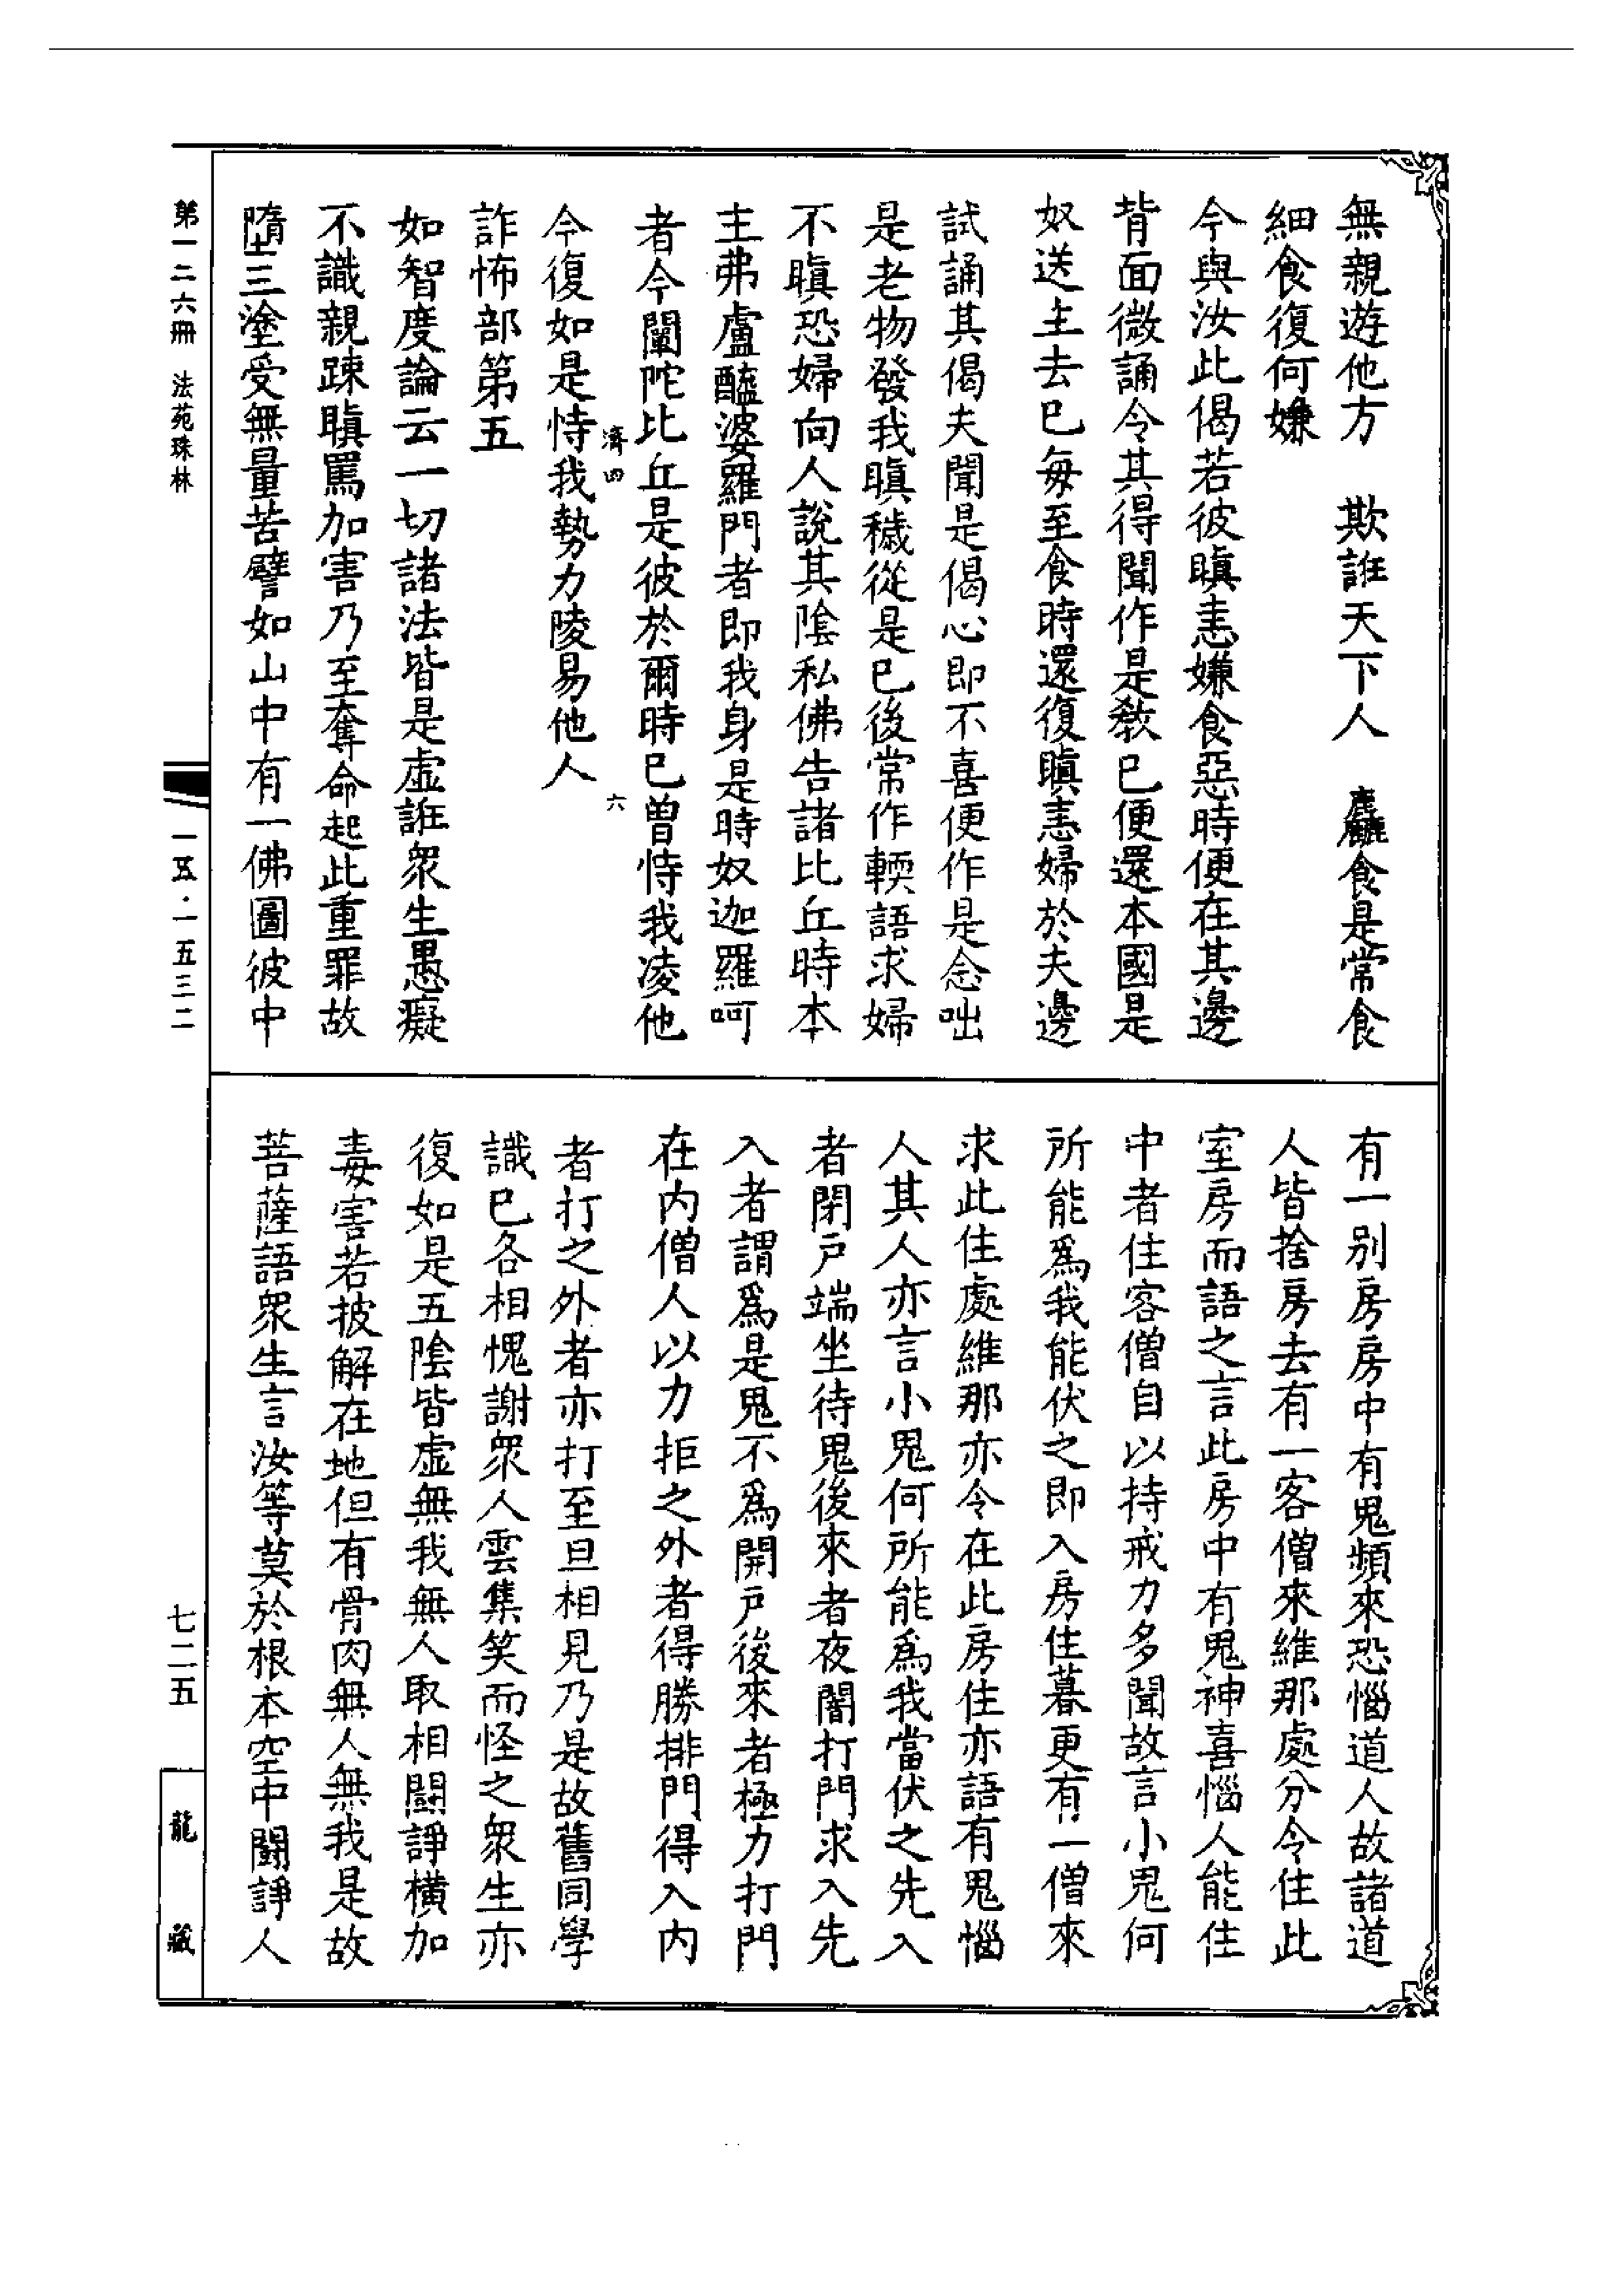 無親遊他方　欺誑天下人　麤食是常食
細食復何嫌
今與汝此偈若彼瞋恚嫌食惡時便在其邊
背面微誦令其得聞作是敎已便還本國是
奴送主去已每至食時還復瞋恚婦於夫邊
試誦其偈夫聞是偈心即不喜便作是念咄
是老物發我瞋穢從是已後常作輭語求婦
不瞋恐婦向人說其陰私佛告諸比丘時本
主弗盧醯婆羅門者即我身是時奴迦羅呵
者今闡陀比丘是彼於爾時已曾恃我凌他
濟四　六
今復如是恃我勢力陵易他人
詐怖部第五
如智度論云一切諸法皆是虛誑衆生愚癡
不識親踈瞋罵加害乃至奪命起此重罪故
墮三塗受無量苦譬如山中有一佛圖彼中
有一别房房中有鬼頻來恐惱道人故諸道
人皆捨房去有一客僧來維那處分令住此
室房而語之言此房中有鬼神喜惱人能住
中者住客僧自以持戒力多聞故言小鬼何
所能爲我能伏之即入房住暮更有一僧來
求此住處維那亦令在此房住亦語有鬼惱
人其人亦言小鬼何所能爲我當伏之先入
者閉戶端坐待鬼後來者夜闇打門求入先
入者謂爲是鬼不爲開戶後來者極力打門
在内僧人以力拒之外者得勝排門得入内
者打之外者亦打至旦相見乃是故舊同學
識已各相愧謝衆人雲集笑而怪之衆生亦
復如是五陰皆虛無我無人取相鬬諍橫加
毒害若披解在地但有骨肉無人無我是故
菩薩語衆生言汝等莫於根本空中鬬諍人
第一二六冊　法苑珠林
一五·一五三二
七二五
龍藏